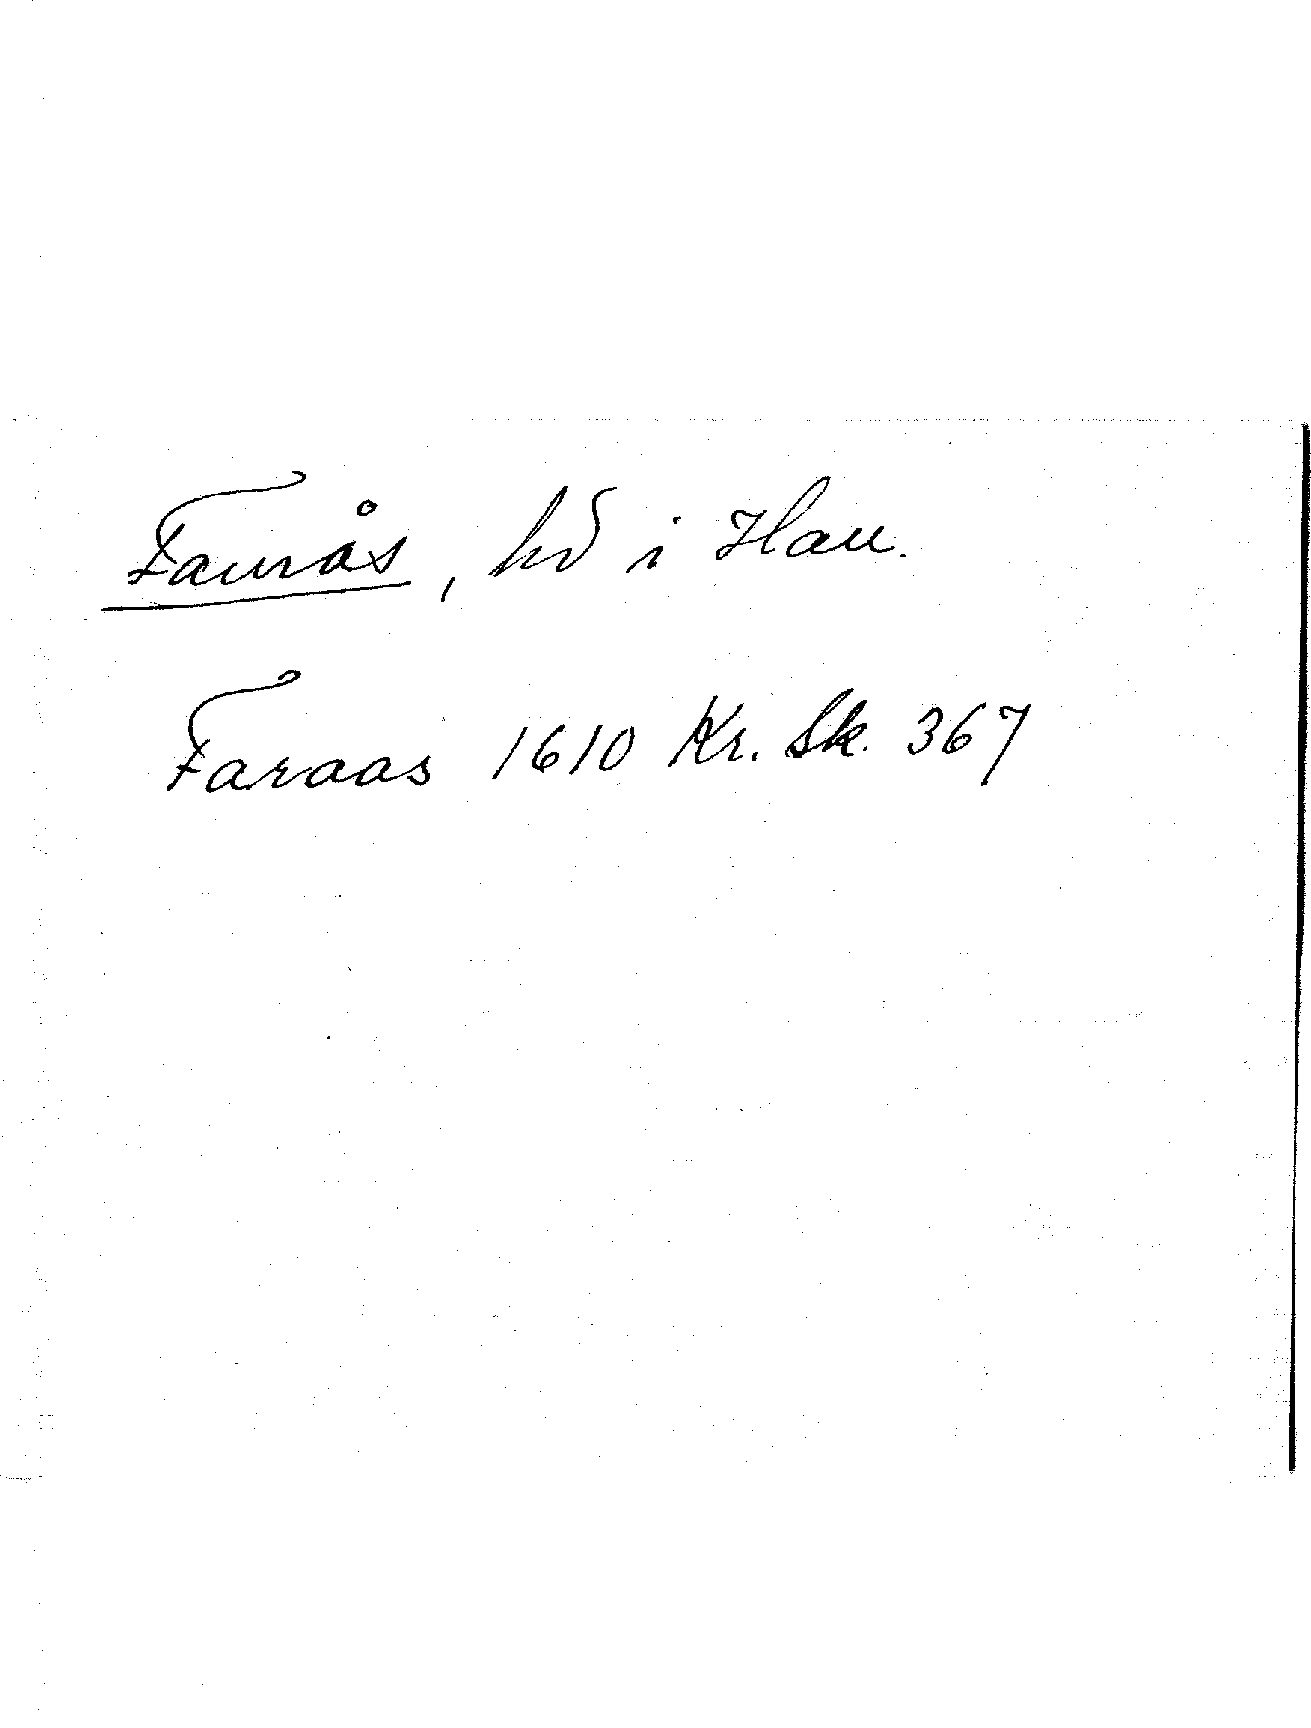 Faurås, hd i Hau.
Faraas 1610 Kr. Sk. 367